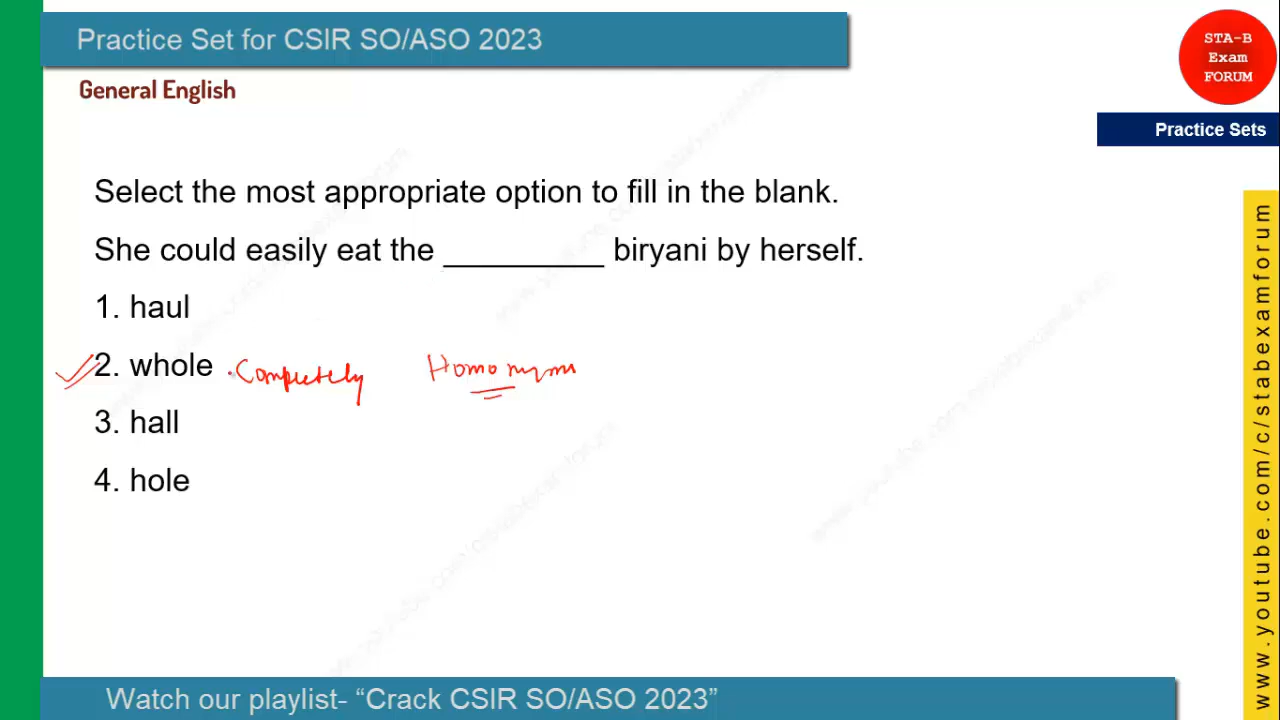 Practice Set for CSIR SO/ASO 2023
STA-B
Exam
FORUM
General English
Practice Sets
Select the most appropriate option to fill in the blank.
She could easily eat the __________ biryani by herself.
1. haul
2. whole . Completely Homonyms
3. hall
4. hole
www.youtube.com/c/stabexamforum
Watch our playlist- “Crack CSIR SO/ASO 2023”